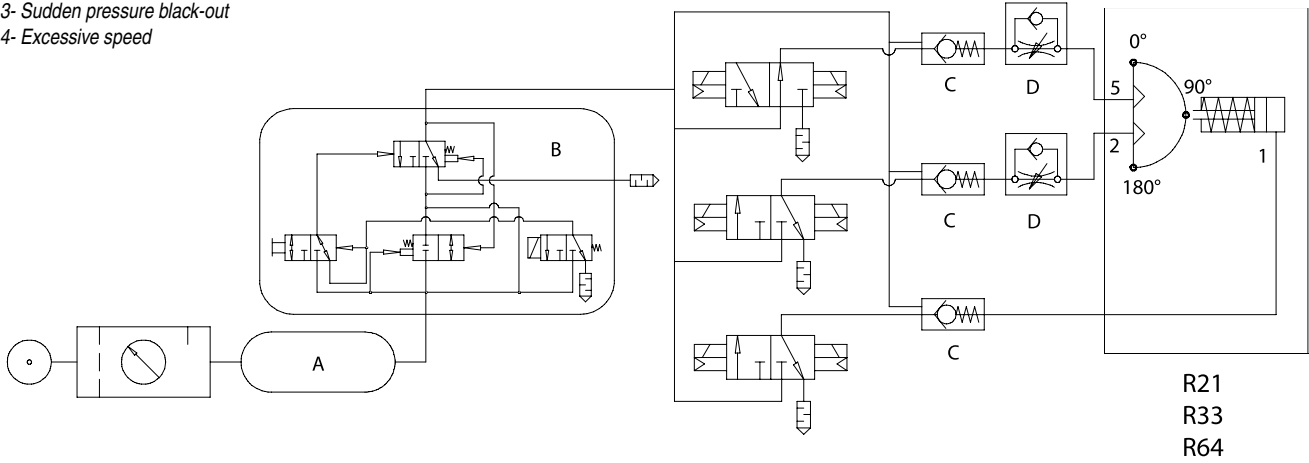 3- Sudden pressure black-out
4- Excessive speed
0°
C
D
5
90°
B
2
1
180°
C
D
A
C
R21
R33
R64